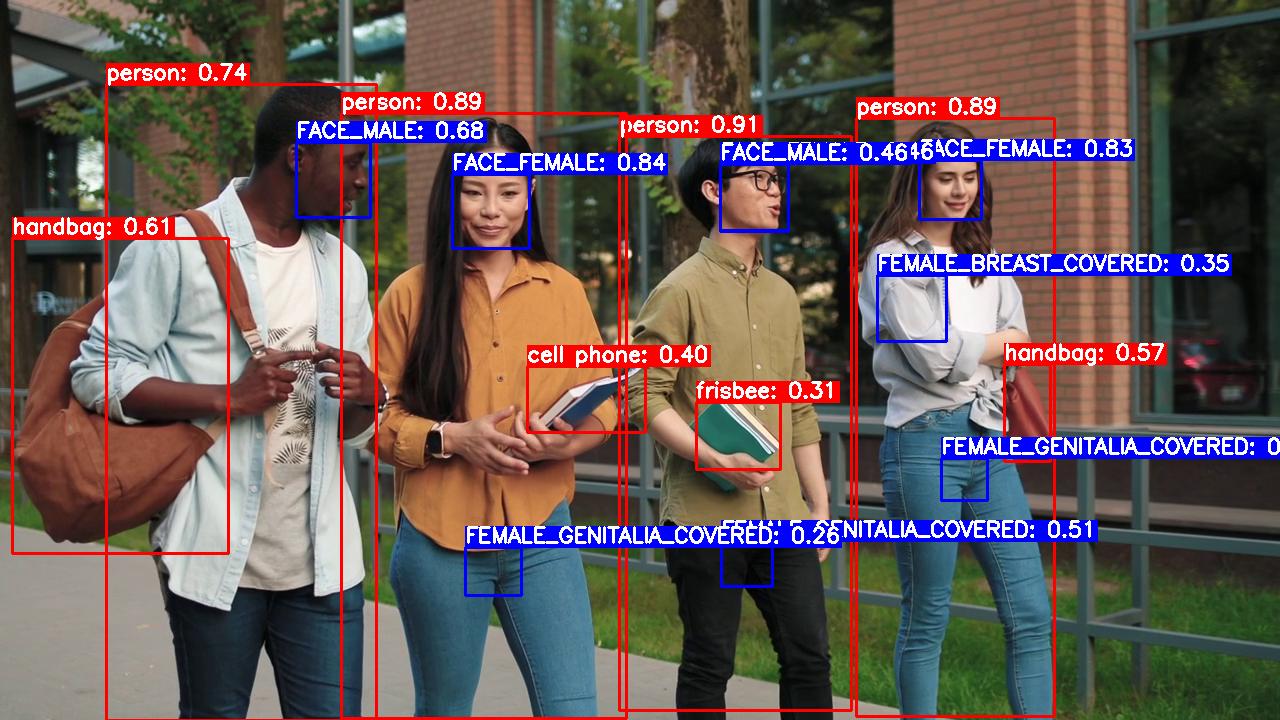 person: 0.74
person: 0.89
person: 0.91
person: 0.89
FACE_MALE: 0.68
FACE_FEMALE: 0.84
FACE_MALE: 0.46
FACE_FEMALE: 0.83
handbag: 0.61
FEMALE_BREAST_COVERED: 0.35
cell phone: 0.40
handbag: 0.57
frisbee: 0.31
FEMALE_GENITALIA_COVERED: 0
FEMALE_GENITALIA_COVERED: 0.26
GENITALIA_COVERED: 0.51